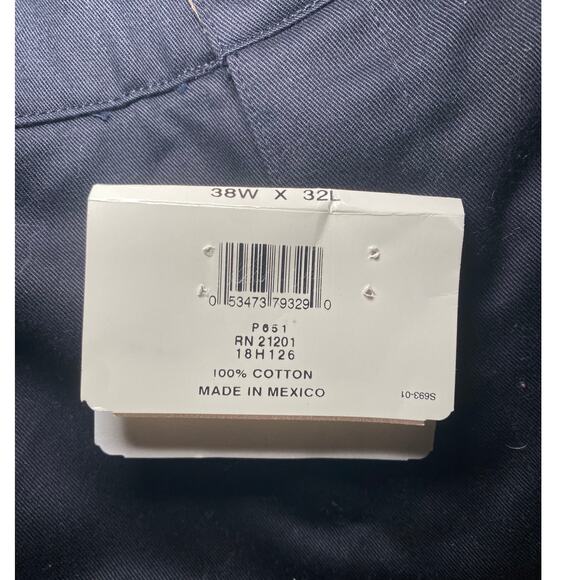 38W X 32L
0 53473 79329 0
P651
RN 21201
18H126
100% COTTON
MADE IN MEXICO
S693-01